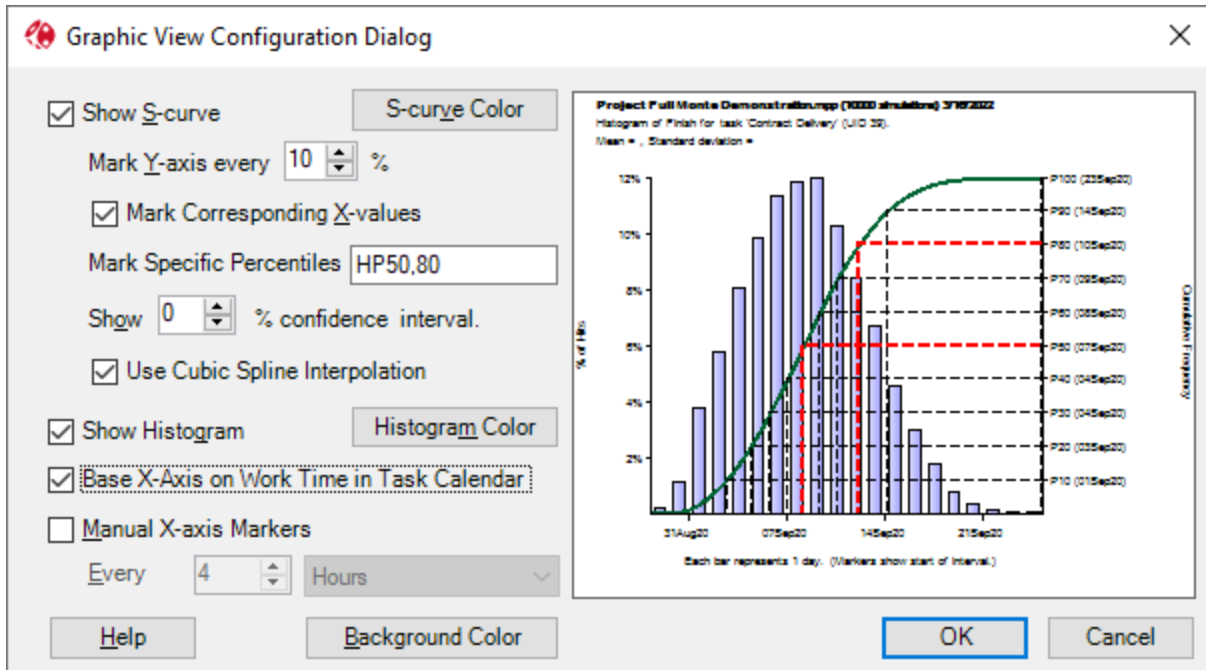 Graphic View Configuration Dialog
Show S-curve
S-curve Color
Mark Y-axis every 10 %
Mark Corresponding X-values
Mark Specific Percentiles HP50,80
Show 0 % confidence interval.
Use Cubic Spline Interpolation
Show Histogram
Histogram Color
Base X-Axis on Work Time in Task Calendar
Manual X-axis Markers
Every 4 Hours
Help
Background Color
Project Full Monte Demonstration.mpp (10000 simulations) 3/16/2022
Histogram of Finish for task 'Contract Delivery' (UID 39).
Mean = , Standard deviation =
12%
10%
8%
6%
4%
2%
% of Hits
P100 (23Sep20)
P90 (14Sep20)
P80 (10Sep20)
P70 (09Sep20)
P60 (08Sep20)
P50 (07Sep20)
P40 (04Sep20)
P30 (04Sep20)
P20 (03Sep20)
P10 (01Sep20)
Cumulative Frequency
31Aug20 07Sep20 14Sep20 21Sep20
Each bar represents 1 day. (Markers show start of interval.)
OK
Cancel